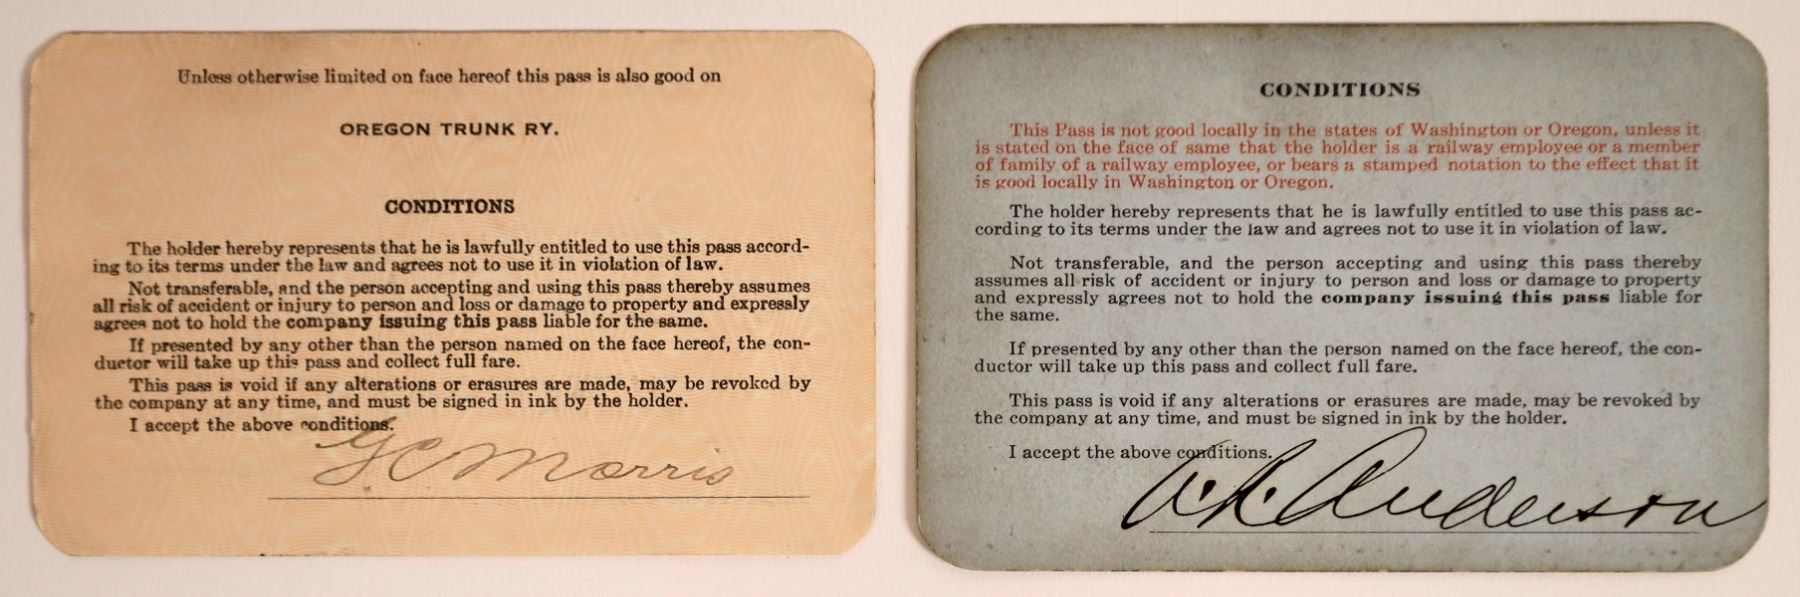 Unless otherwise limited on face hereof this pass is also good on
OREGON TRUNK RY.
CONDITIONS
The holder hereby represents that he is lawfully entitled to use this pass accord-
ing to its terms under the law and agrees not to use it in violation of law.
Not transferable, and the person accepting and using this pass thereby assumes
all risk of accident or injury to person and loss or damage to property and expressly
agrees not to hold the company issuing this pass liable for the same.
If presented by any other than the person named on the face hereof, the con-
ductor will take up this pass and collect full fare.
This pass is void if any alterations or erasures are made, may be revoked by
the company at any time, and must be signed in ink by the holder.
I accept the above conditions.
G C Morris
CONDITIONS
This Pass is not good locally in the states of Washington or Oregon, unless it
is stated on the face of same that the holder is a railway employee or a member
of family of a railway employee, or bears a stamped notation to the effect that it
is good locally in Washington or Oregon.
The holder hereby represents that he is lawfully entitled to use this pass ac-
cording to its terms under the law and agrees not to use it in violation of law.
Not transferable, and the person accepting and using this pass thereby
assumes all risk of accident or injury to person and loss or damage to property
and expressly agrees not to hold the company issuing this pass liable for
the same.
If presented by any other than the person named on the face hereof, the con-
ductor will take up this pass and collect full fare.
This pass is void if any alterations or erasures are made, may be revoked by
the company at any time, and must be signed in ink by the holder.
I accept the above conditions.
A. R. Anderson